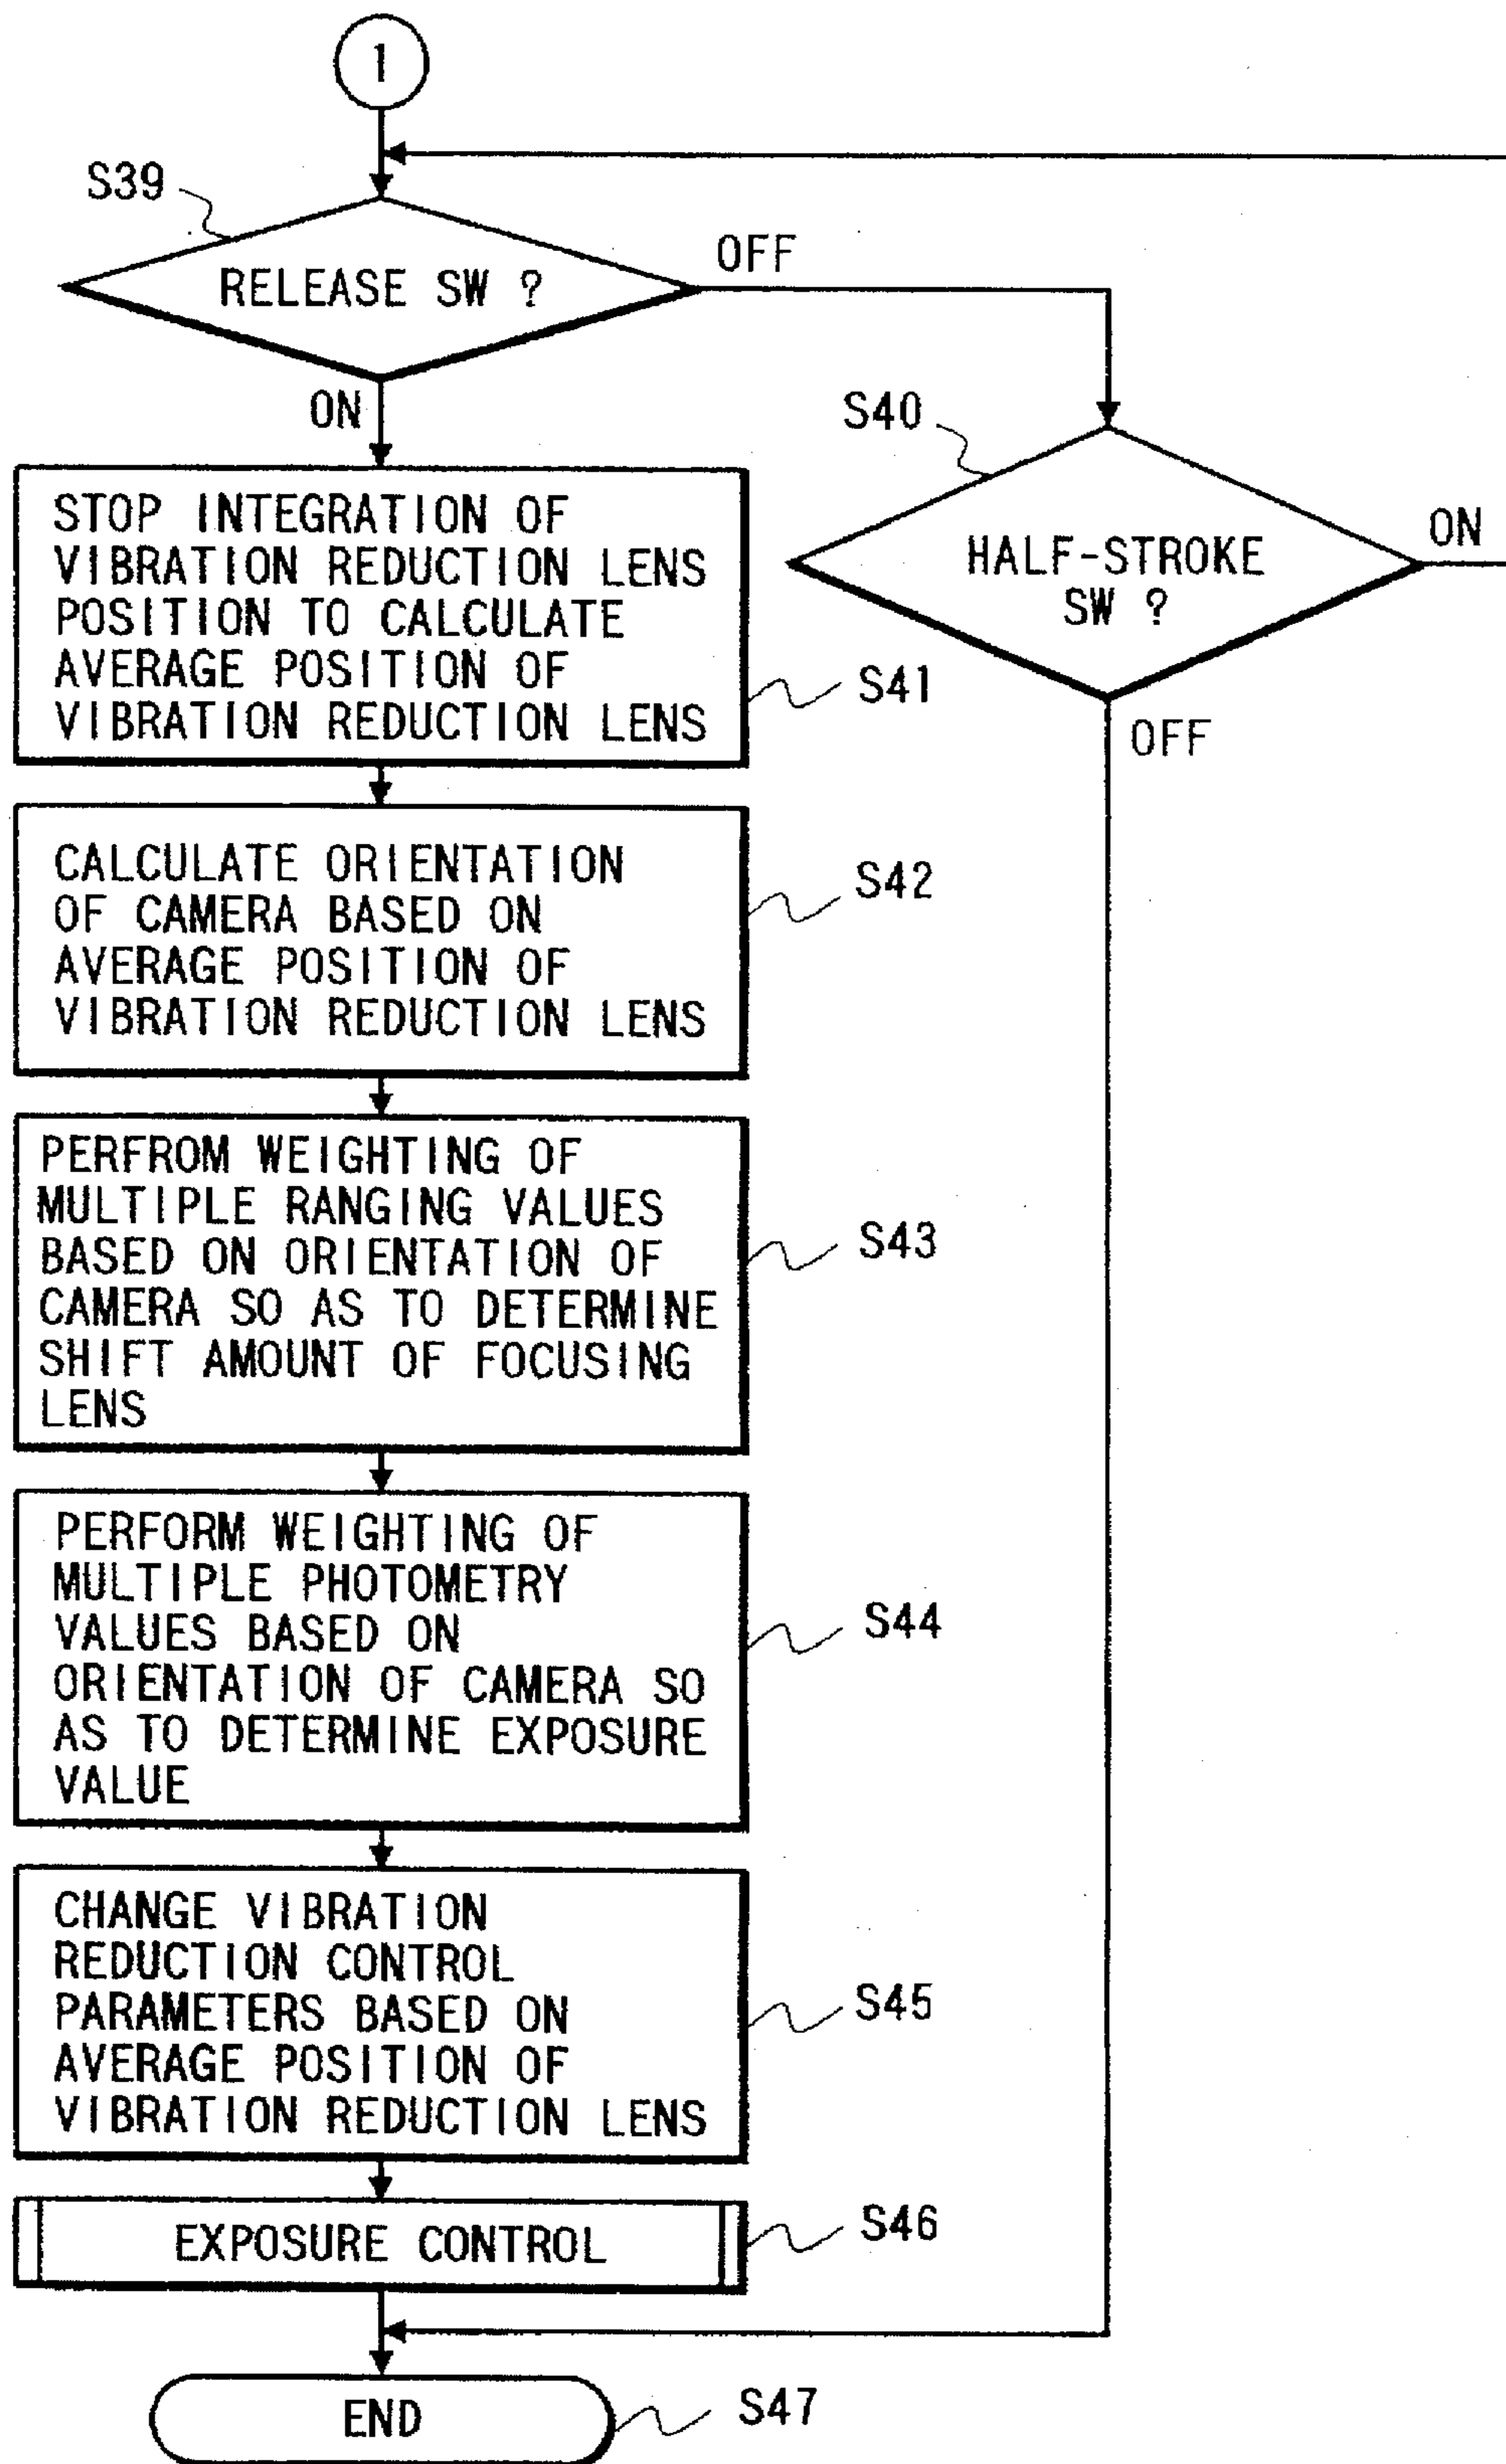 1
S39
RELEASE SW ?
OFF
ON
S40
HALF-STROKE
SW ?
ON
OFF
STOP INTEGRATION OF
VIBRATION REDUCTION LENS
POSITION TO CALCULATE
AVERAGE POSITION OF
VIBRATION REDUCTION LENS
S41
CALCULATE ORIENTATION
OF CAMERA BASED ON
AVERAGE POSITION OF
VIBRATION REDUCTION LENS
S42
PERFROM WEIGHTING OF
MULTIPLE RANGING VALUES
BASED ON ORIENTATION OF
CAMERA SO AS TO DETERMINE
SHIFT AMOUNT OF FOCUSING
LENS
S43
PERFORM WEIGHTING OF
MULTIPLE PHOTOMETRY
VALUES BASED ON
ORIENTATION OF CAMERA SO
AS TO DETERMINE EXPOSURE
VALUE
S44
CHANGE VIBRATION
REDUCTION CONTROL
PARAMETERS BASED ON
AVERAGE POSITION OF
VIBRATION REDUCTION LENS
S45
EXPOSURE CONTROL
S46
END
S47